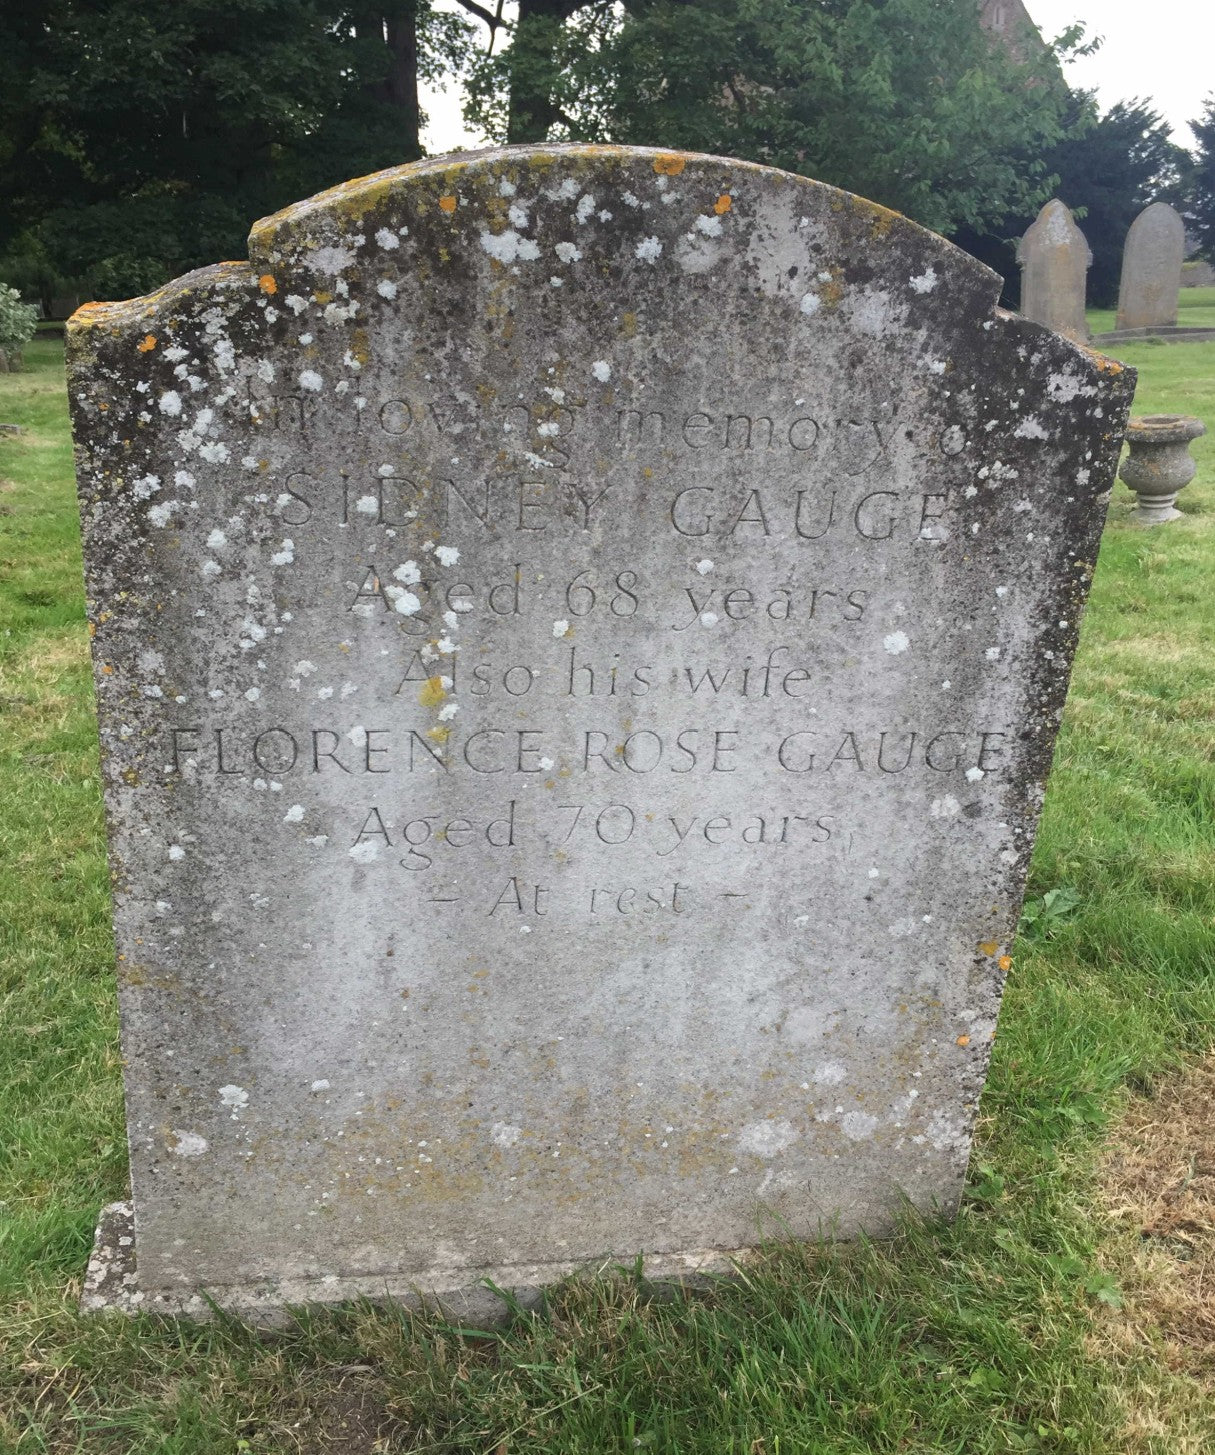 In loving memory of
SIDNEY GAUGE
Aged 68 years
Also his wife
FLORENCE ROSE GAUGE
Aged 70 years
– At rest –